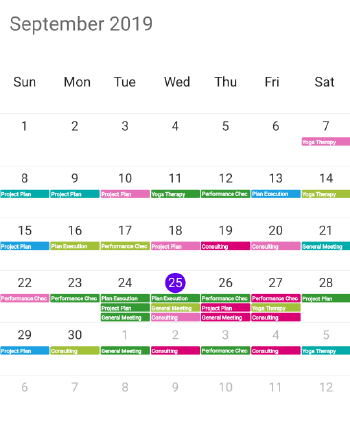 September 2019
Sun Mon Tue Wed Thu Fri Sat
1 2 3 4 5 6 7
Yoga Therapy
8 9 10 11 12 13 14
Project Plan Project Plan Project Plan Yoga Therapy Performance Chec Plan Execution Yoga Therapy
15 16 17 18 19 20 21
Project Plan Plan Execution Performance Chec Project Plan Consulting Consulting General Meeting
22 23 24 25 26 27 28
Performance Chec Performance Chec Plan Execution Plan Execution Performance Chec Performance Chec Project Plan
Project Plan General Meeting Project Plan Yoga Therapy
General Meeting Consulting General Meeting Consulting
29 30 1 2 3 4 5
Project Plan Consulting General Meeting Consulting Performance Chec Consulting Yoga Therapy
6 7 8 9 10 11 12